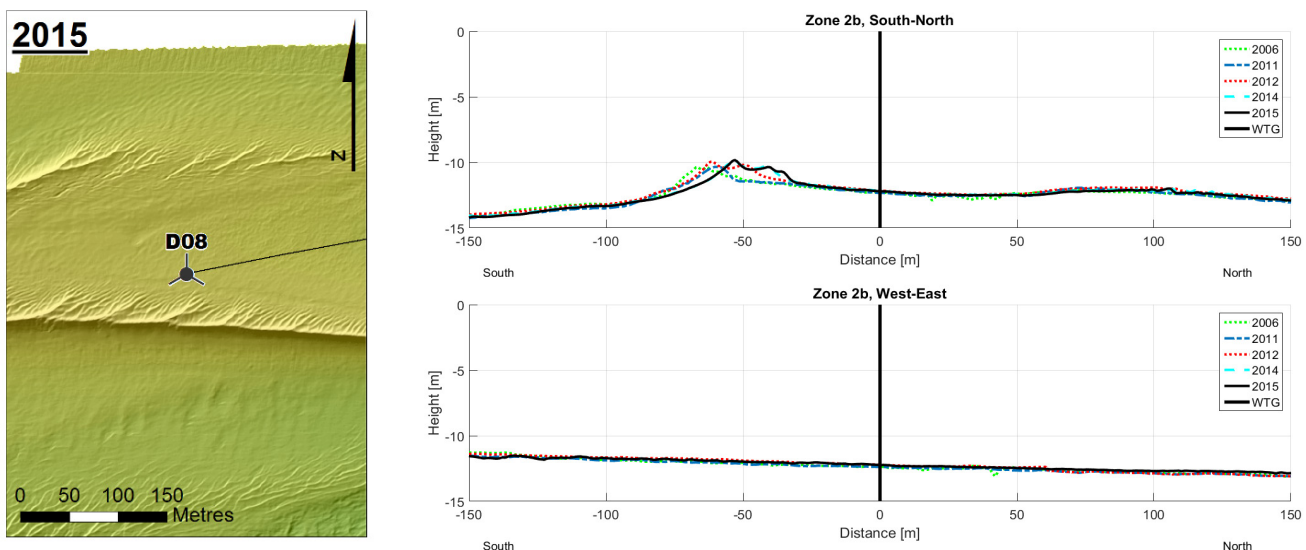 2015
N
D08
0 50 100 150
Metres
Zone 2b, South-North
Height [m]
0
-5
-10
-15
-150 -100 -50 0 50 100 150
Distance [m]
South North
2006
2011
2012
2014
2015
WTG
Zone 2b, West-East
Height [m]
0
-5
-10
-15
-150 -100 -50 0 50 100 150
Distance [m]
South North
2006
2011
2012
2014
2015
WTG